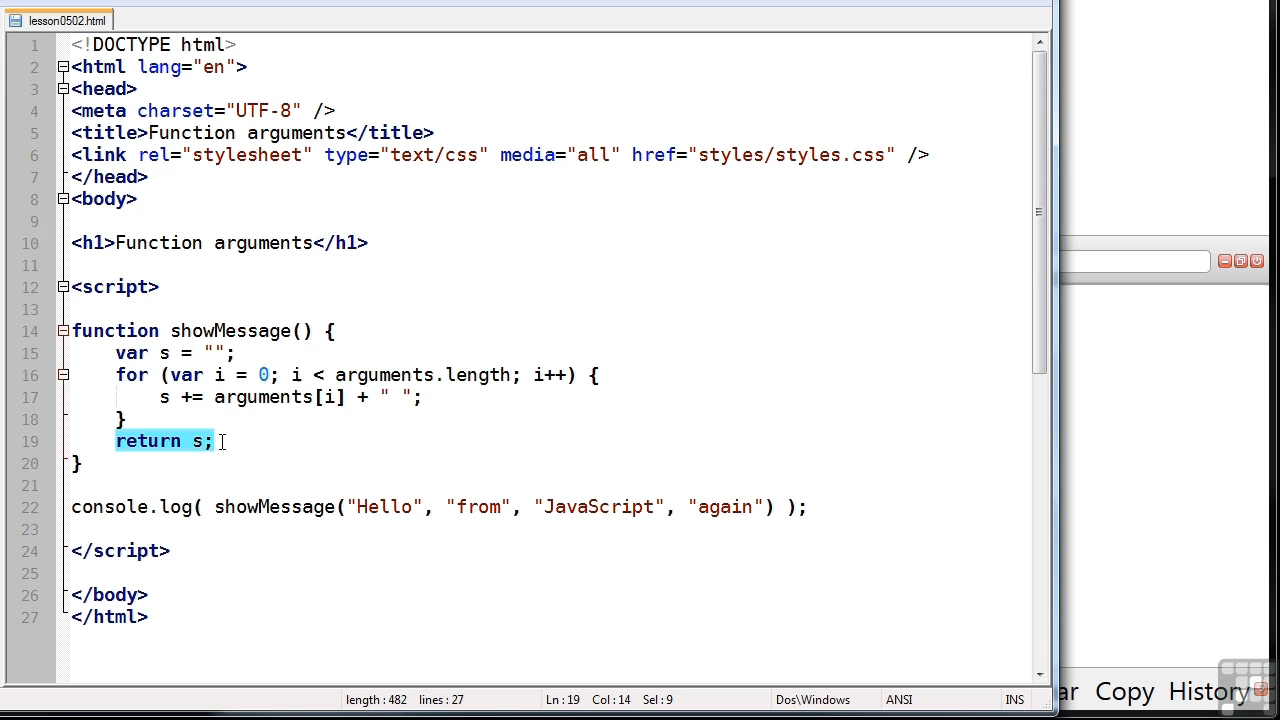 lesson0502.html
1 <!DOCTYPE html>
2 <html lang="en">
3 <head>
4 <meta charset="UTF-8" />
5 <title>Function arguments</title>
6 <link rel="stylesheet" type="text/css" media="all" href="styles/styles.css" />
7 </head>
8 <body>
9
10 <h1>Function arguments</h1>
11
12 <script>
13
14 function showMessage() {
15     var s = "";
16     for (var i = 0; i < arguments.length; i++) {
17         s += arguments[i] + " ";
18     }
19     return s;
20 }
21
22 console.log( showMessage("Hello", "from", "JavaScript", "again") );
23
24 </script>
25
26 </body>
27 </html>
length : 482 lines : 27 Ln : 19 Col : 14 Sel : 9 Dos\Windows ANSI INS
ar Copy History